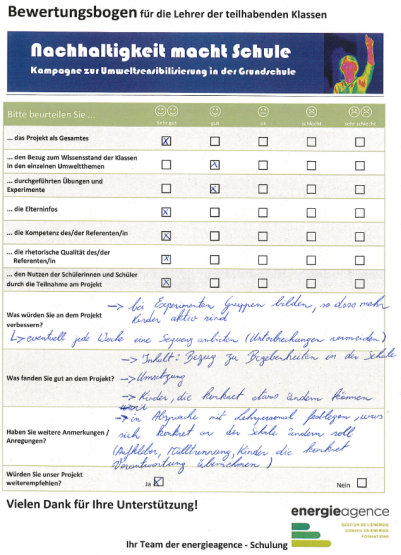 Bewertungsbogen für die Lehrer der teilhabenden Klassen
Nachhaltigkeit macht Schule
Kampagne zur Umweltsensibilisierung in der Grundschule
Bitte beurteilen Sie ...
sehr gut gut ok schlecht sehr schlecht
... das Projekt als Gesamtes
... den Bezug zum Wissensstand der Klassen
in den einzelnen Umweltthemen
... durchgeführten Übungen und
Experimente
... die Elterninfos
... die Kompetenz des/der Referenten/in
... die rhetorische Qualität des/der
Referenten/in
... den Nutzen der Schülerinnen und Schüler
durch die Teilnahme am Projekt
Was würden Sie an dem Projekt
verbessern?
-> bei Experimenten Gruppen bilden, so dass mehr
Kinder aktiv sind
-> eventuell jede Woche eine Sequenz anbieten (Unterbrechungen vermeiden)
Was fanden Sie gut an dem Projekt?
-> Inhalt: Bezug zu Begebenheiten in der Schule
-> Umsetzung
-> Kinder, die konkret etwas ändern können
Haben Sie weitere Anmerkungen /
Anregungen?
-> in Absprache mit Lehrpersonal festlegen, was
sich konkret an der Schule ändern soll
(Aufkleber, Mülltrennung, Kinder die konkret
Verantwortung übernehmen)
Würden Sie unser Projekt
weiterempfehlen?
Ja
Nein
Vielen Dank für Ihre Unterstützung!
energieagence
GESTION DE L'ENERGIE
CONSEIL EN ENERGIE
FORMATIONS
Ihr Team der energieagence - Schulung